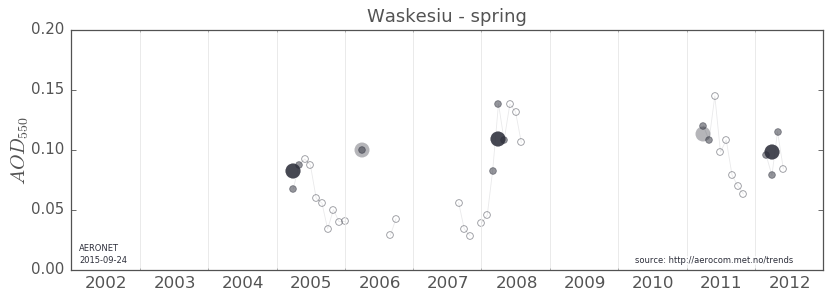 Waskesiu - spring
0.20
0.15
0.10
0.05
0.00
AOD550
AERONET
2015-09-24
source: http://aerocom.met.no/trends
2002 2003 2004 2005 2006 2007 2008 2009 2010 2011 2012